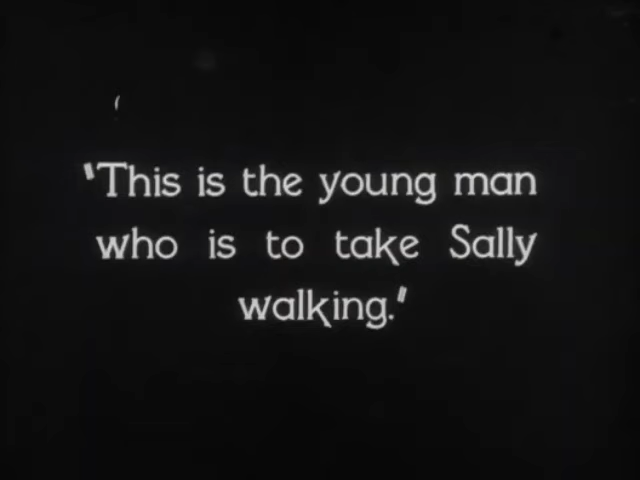 "This is the young man
who is to take Sally
walking."